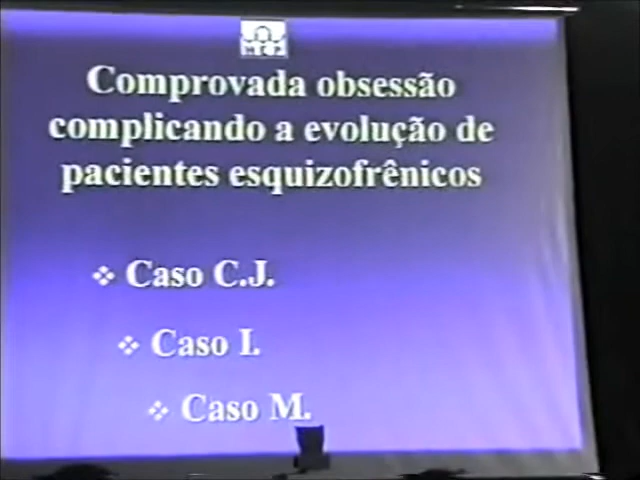 Comprovada obsessão
complicando a evolução de
pacientes esquizofrênicos
Caso C.J.
Caso I.
Caso M.